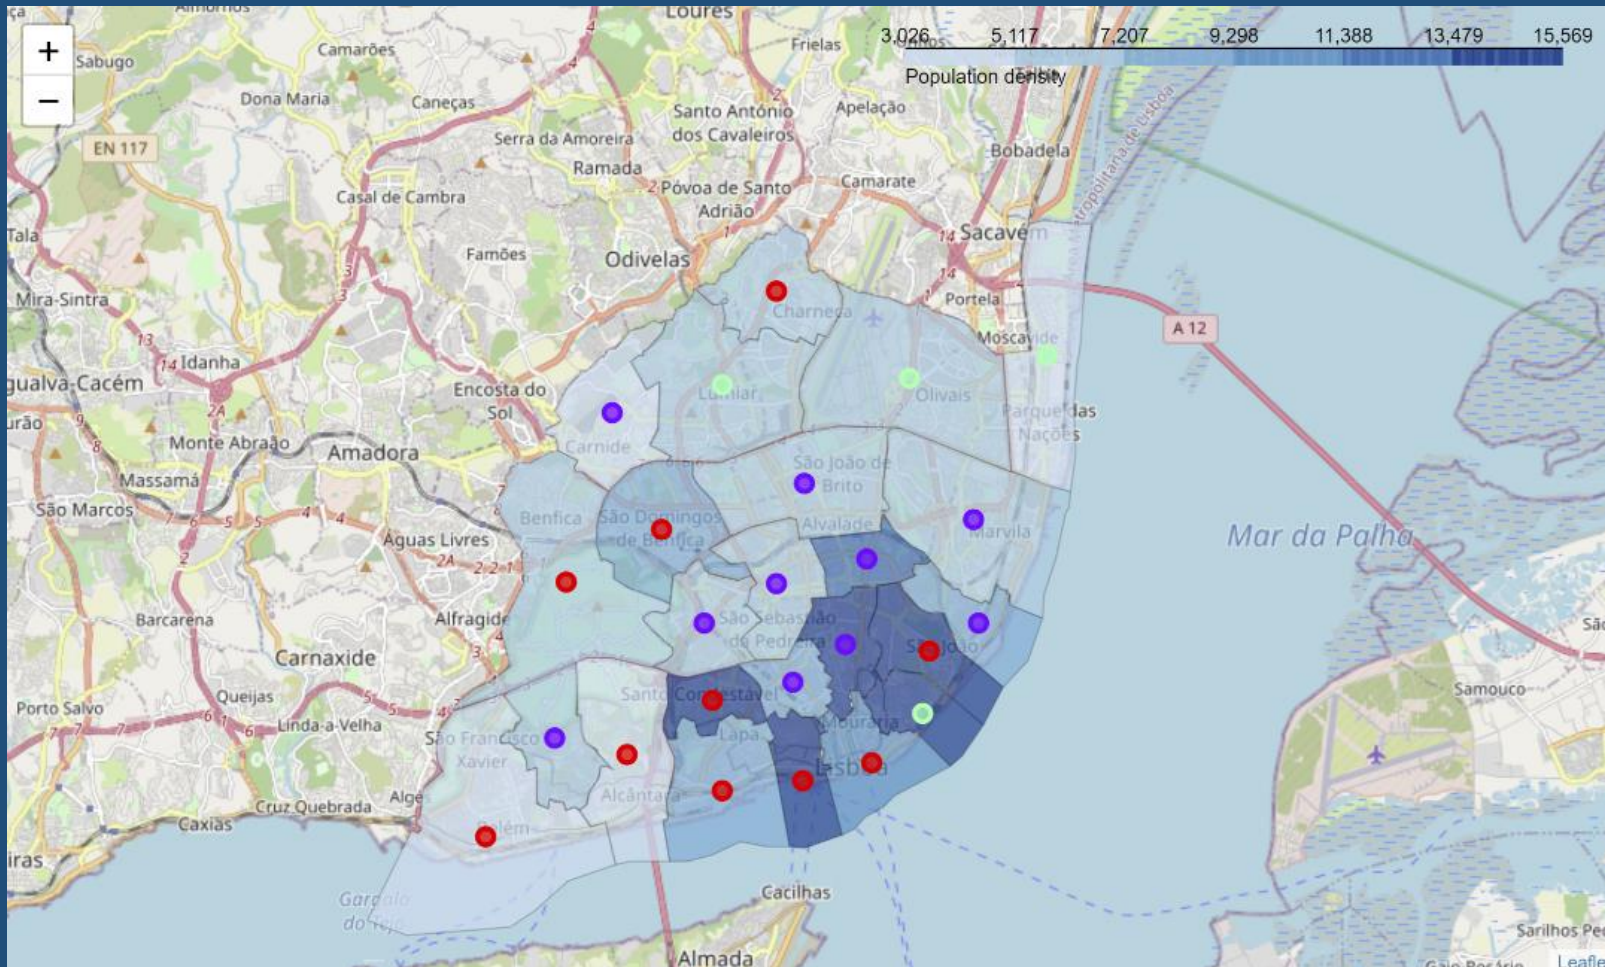 Loures
Almornos
Camarões
Frielas
3,026 5,117 7,207 9,298 11,388 13,479 15,569
Population density
+
Sabugo
−
Dona Maria
Caneças
Santo António
dos Cavaleiros
Apelação
EN 117
Serra da Amoreira
Bobadela
Ramada
Casal de Cambra
Póvoa de Santo
Adrião
Camarate
Tala
Famões
Odivelas
Sacavém
Mira-Sintra
Portela
Charneca
Moscavide
A 12
Idanha
gualva-Cacém
Encosta do
Sol
Lumiar
Olivais
Parque das
Nações
Monte Abraão
Amadora
Carnide
Massamá
São João de
Brito
São Marcos
Benfica
São Domingos
de Benfica
Alvalade
Marvila
Mar da Palha
Águas Livres
Barcarena
Alfragide
São Sebastião
da Pedreira
Carnaxide
São João
Queijas
Santo Condestável
Samouco
Porto Salvo
Linda-a-Velha
São Francisco
Xavier
Lapa
Mouraria
Lisboa
Alcântara
Cruz Quebrada
Algés
Caxias
Belém
iras
Cacilhas
Gargalo
do Tejo
Almada
Sarilhos Pe
Leafle